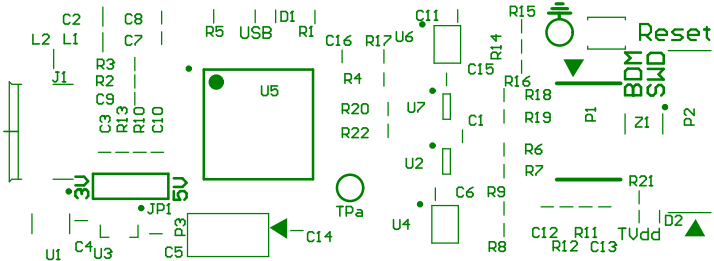 C2 C8 D1 C11 R15
L2 L1 C7 R5 USB R1 C16 R17 U6 R14 R Reset
J1 R3 R2 C9 U5 R4 C15 R16 BDM SWD
C3 R13 R10 C10 R20 R22 U7 C1 R18 R19 P1 Z1 P2
U2 R6 R7
3V 5V JP1 TPa C6 R9 R21
U1 C4 U3 C5 P3 C14 U4 R8 C12 R12 R11 C13 D2 TVdd